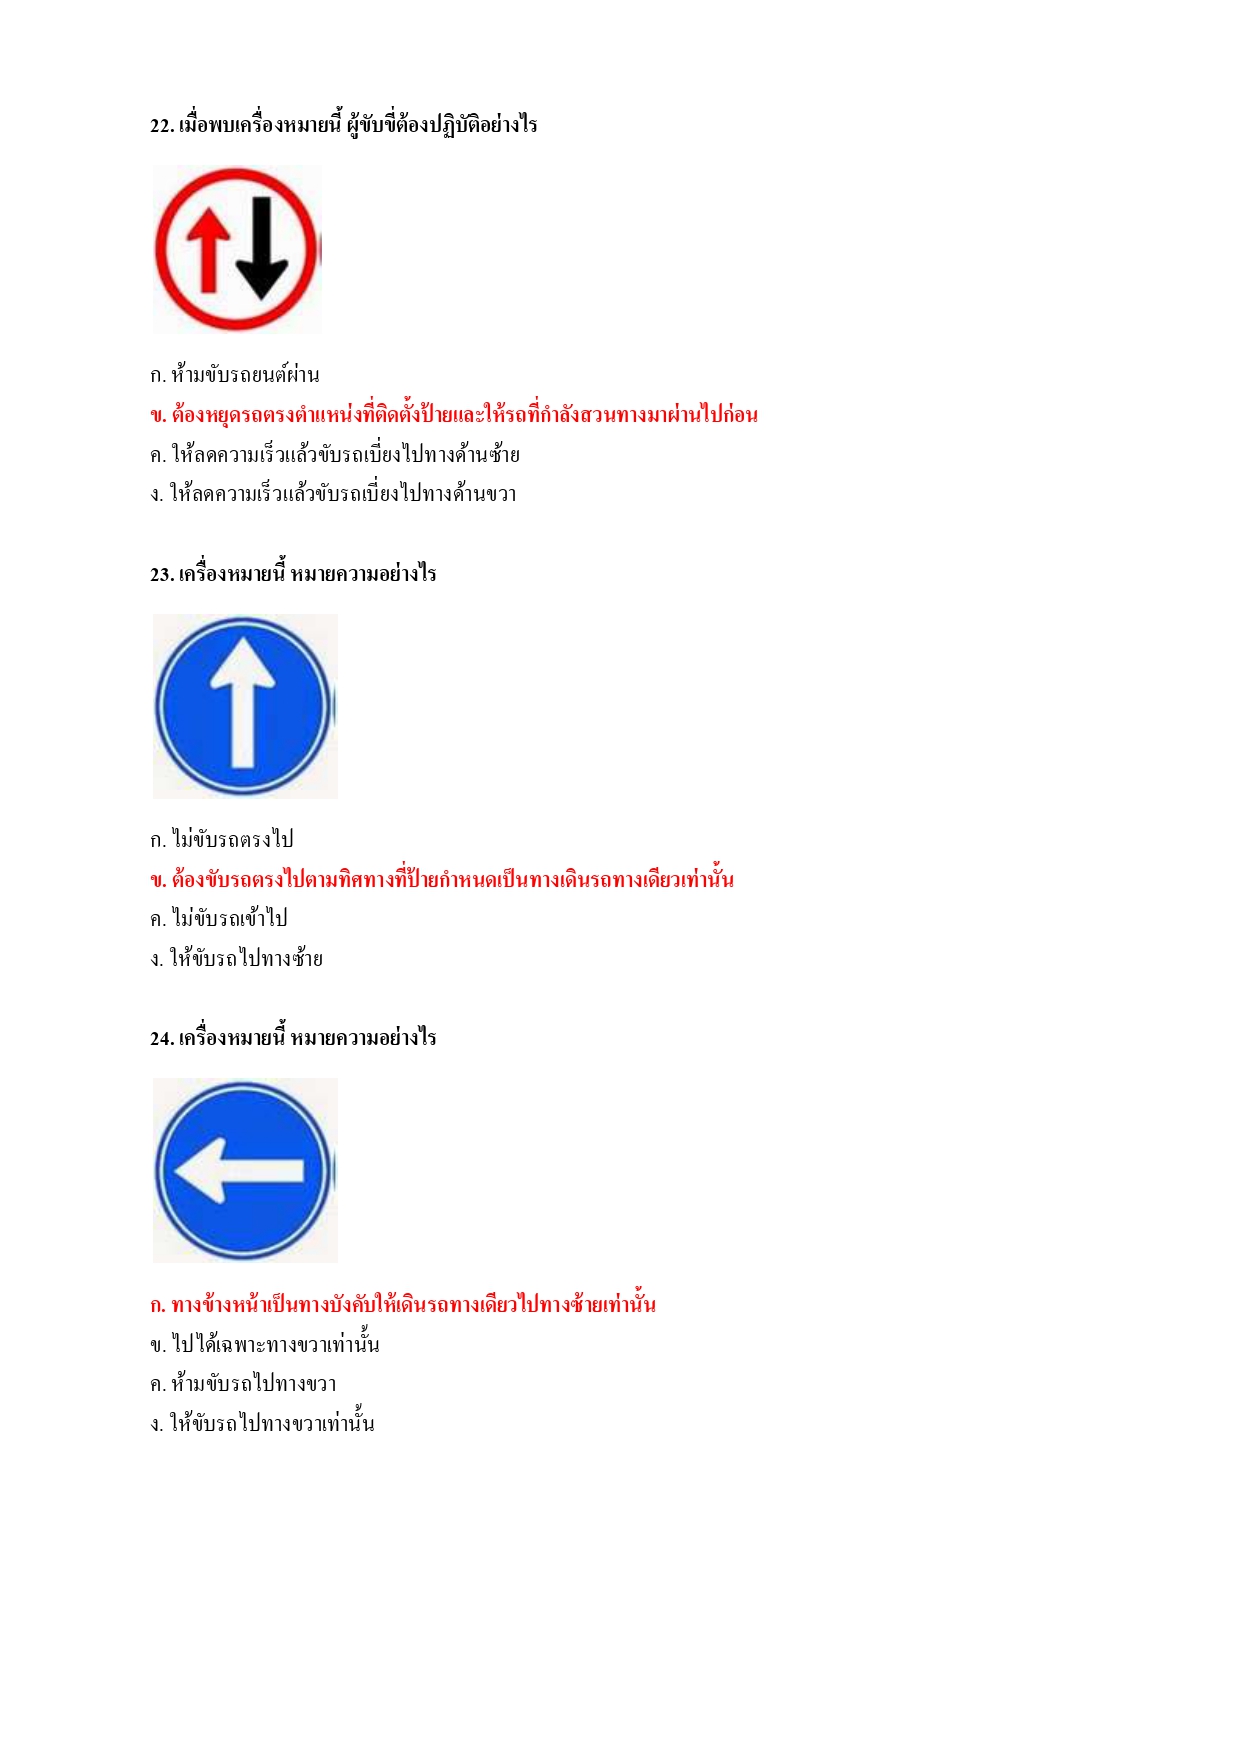 22. เมื่อพบเครื่องหมายนี้ ผู้ขับขี่ต้องปฏิบัติอย่างไร
ก. ห้ามขับรถยนต์ผ่าน
ข. ต้องหยุดรถตรงตำแหน่งที่ติดตั้งป้ายและให้รถที่กำลังสวนทางมาผ่านไปก่อน
ค. ให้ลดความเร็วแล้วขับรถเบี่ยงไปทางด้านซ้าย
ง. ให้ลดความเร็วแล้วขับรถเบี่ยงไปทางด้านขวา
23. เครื่องหมายนี้ หมายความอย่างไร
ก. ไม่ขับรถตรงไป
ข. ต้องขับรถตรงไปตามทิศทางที่ป้ายกำหนดเป็นทางเดินรถทางเดียวเท่านั้น
ค. ไม่ขับรถเข้าไป
ง. ให้ขับรถไปทางซ้าย
24. เครื่องหมายนี้ หมายความอย่างไร
ก. ทางข้างหน้าเป็นทางบังคับให้เดินรถทางเดียวไปทางซ้ายเท่านั้น
ข. ไปได้เฉพาะทางขวาเท่านั้น
ค. ห้ามขับรถไปทางขวา
ง. ให้ขับรถไปทางขวาเท่านั้น